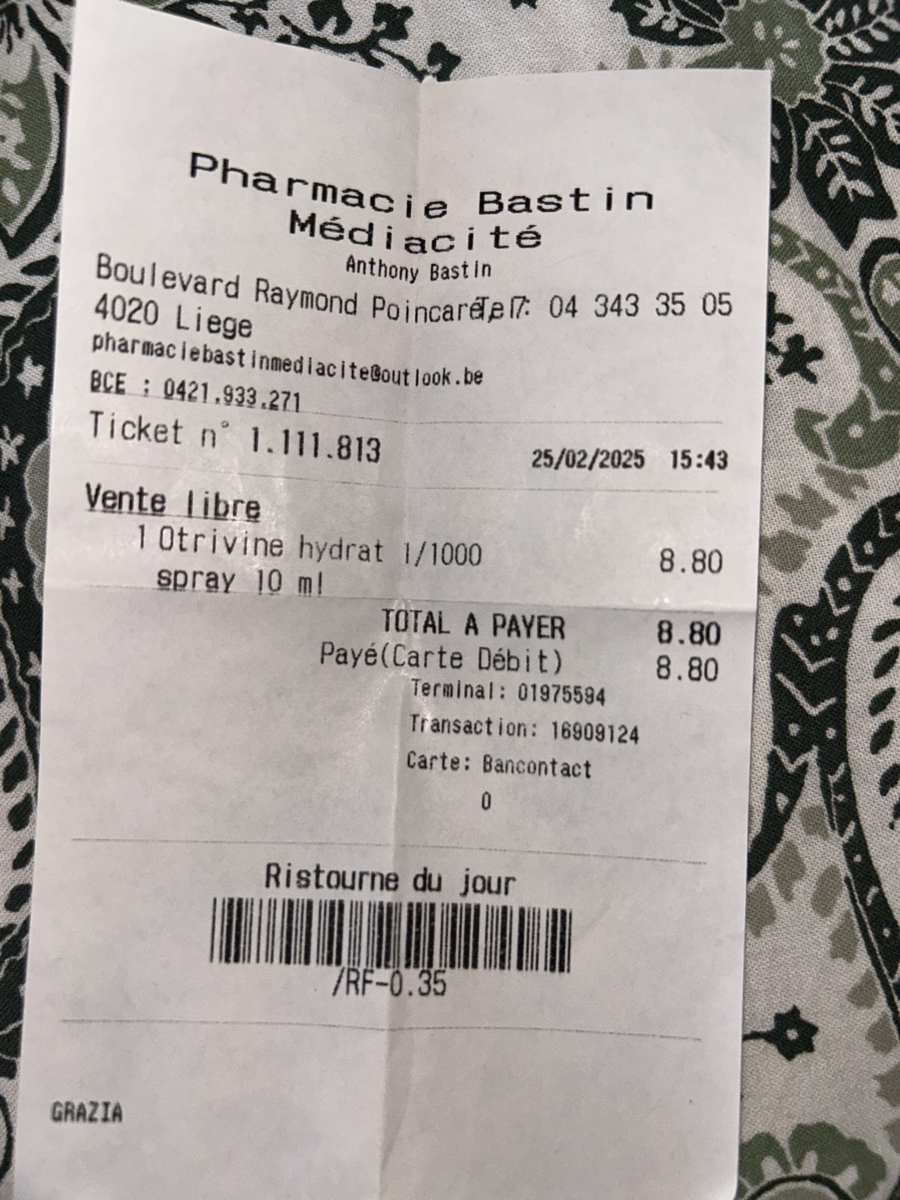 Pharmacie Bastin
Médiacité
Anthony Bastin
Boulevard Raymond Poincaré 7 Tel : 04 343 35 05
4020 Liege
pharmaciebastinmediacite@outlook.be
BCE : 0421.933.271
Ticket n° 1.111.813 25/02/2025 15:43
Vente libre
1 Otrivine hydrat 1/1000 8.80
spray 10 ml
TOTAL A PAYER 8.80
Payé(Carte Débit) 8.80
Terminal: 01975594
Transaction: 16909124
Carte: Bancontact
0
Ristourne du jour
/RF-0.35
GRAZIA